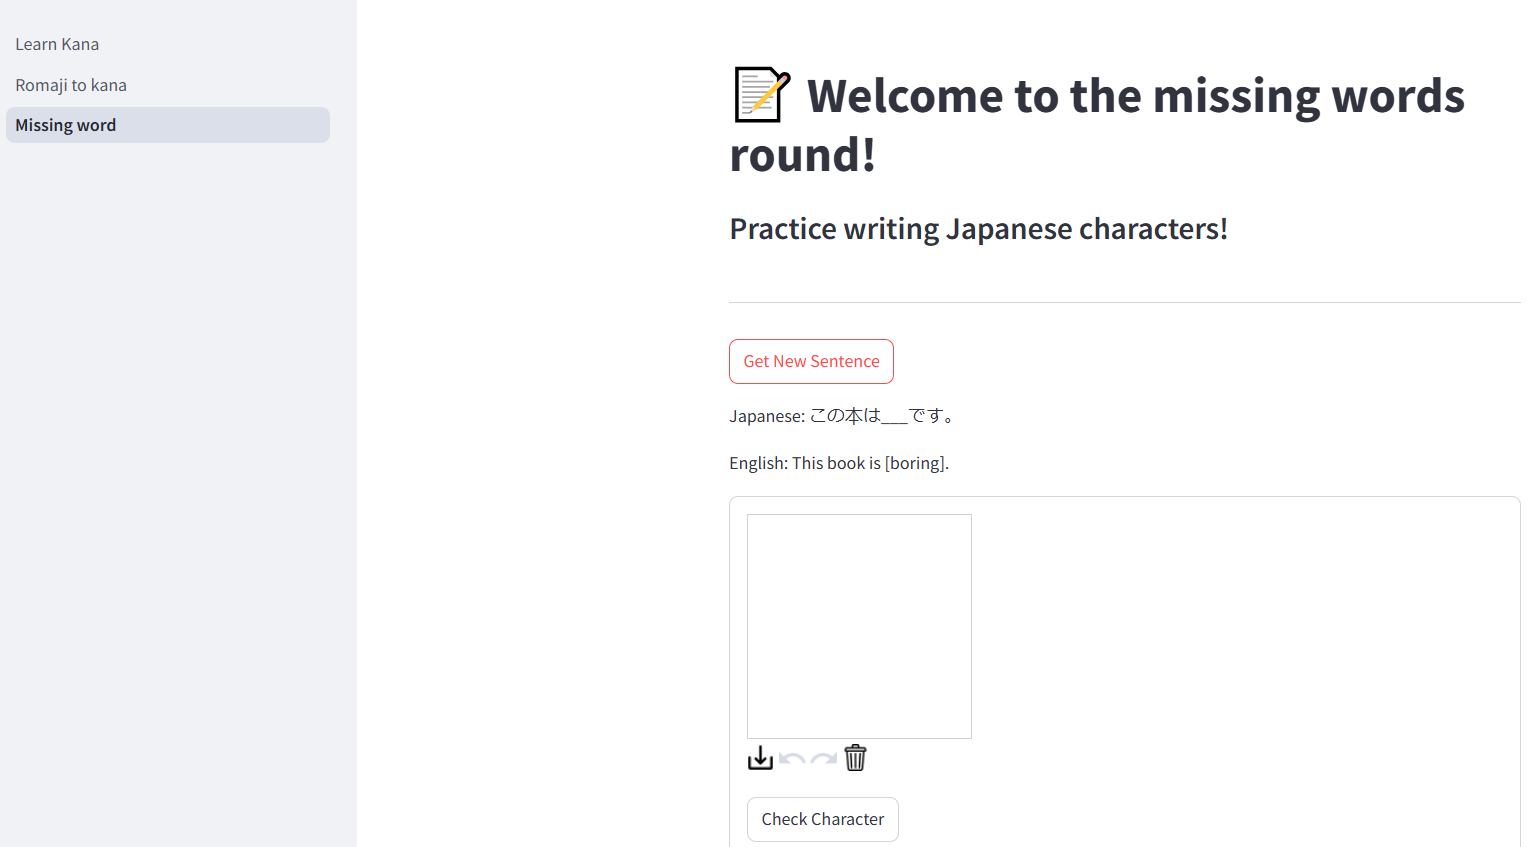 Learn Kana
Romaji to kana
Missing word
Welcome to the missing words
round!
Practice writing Japanese characters!
Get New Sentence
Japanese: この本は___です。
English: This book is [boring].
Check Character